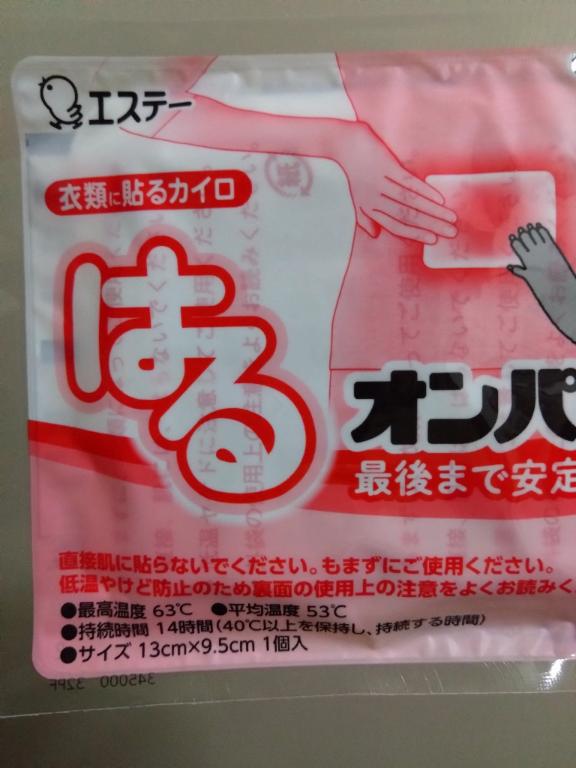 エステー
衣類に貼るカイロ
はる
オンパ
最後まで安定
直接肌に貼らないでください。もまずにご使用ください。
低温やけど防止のため裏面の使用上の注意をよくお読みく
●最高温度 63℃ ●平均温度 53℃
●持続時間 14時間(40℃以上を保持し、持続する時間)
●サイズ 13cm×9.5cm 1個入
345000 32PF